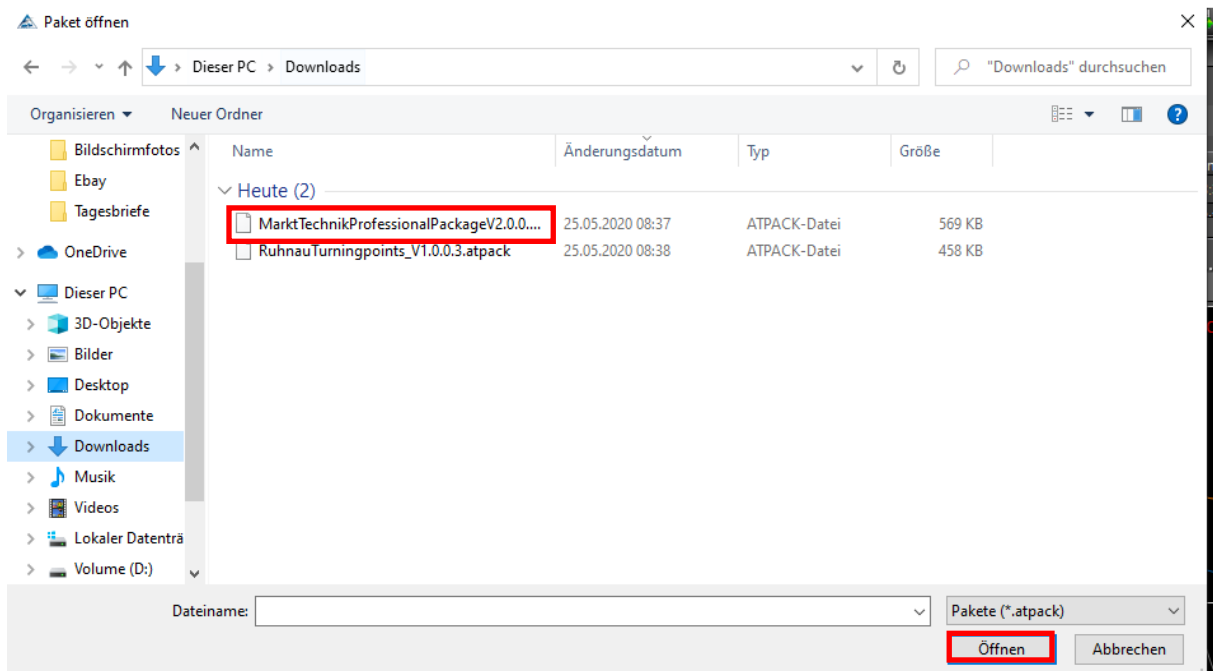 Paket öffnen
Dieser PC > Downloads
"Downloads" durchsuchen
Organisieren
Neuer Ordner
Bildschirmfotos
Ebay
Tagesbriefe
OneDrive
Dieser PC
3D-Objekte
Bilder
Desktop
Dokumente
Downloads
Musik
Videos
Lokaler Datenträ
Volume (D:)
Name Änderungsdatum Typ Größe
Heute (2)
MarktTechnikProfessionalPackageV2.0.0.... 25.05.2020 08:37 ATPACK-Datei 569 KB
RuhnauTurningpoints_V1.0.0.3.atpack 25.05.2020 08:38 ATPACK-Datei 458 KB
Dateiname:
Pakete (*.atpack)
Öffnen
Abbrechen